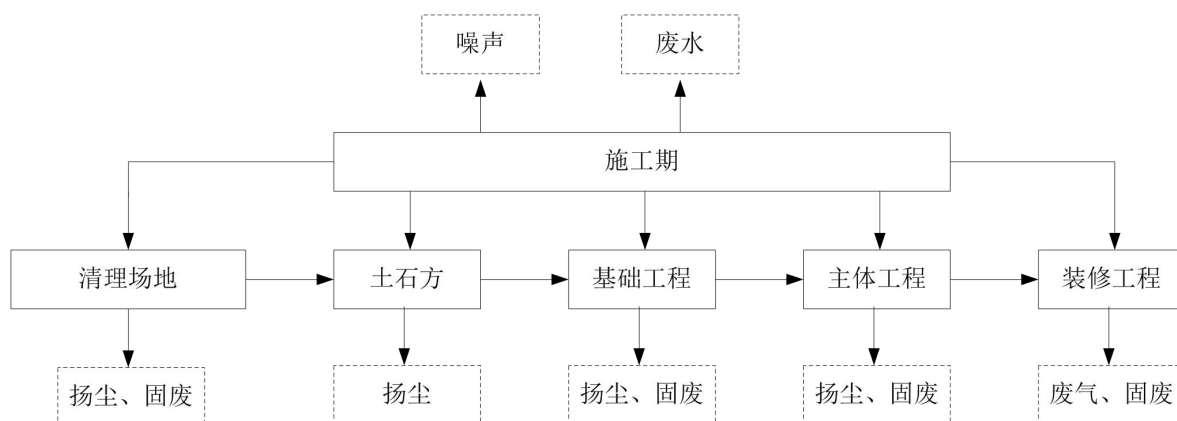 噪声
废水
施工期
清理场地
土石方
基础工程
主体工程
装修工程
扬尘、固废
扬尘
扬尘、固废
扬尘、固废
废气、固废